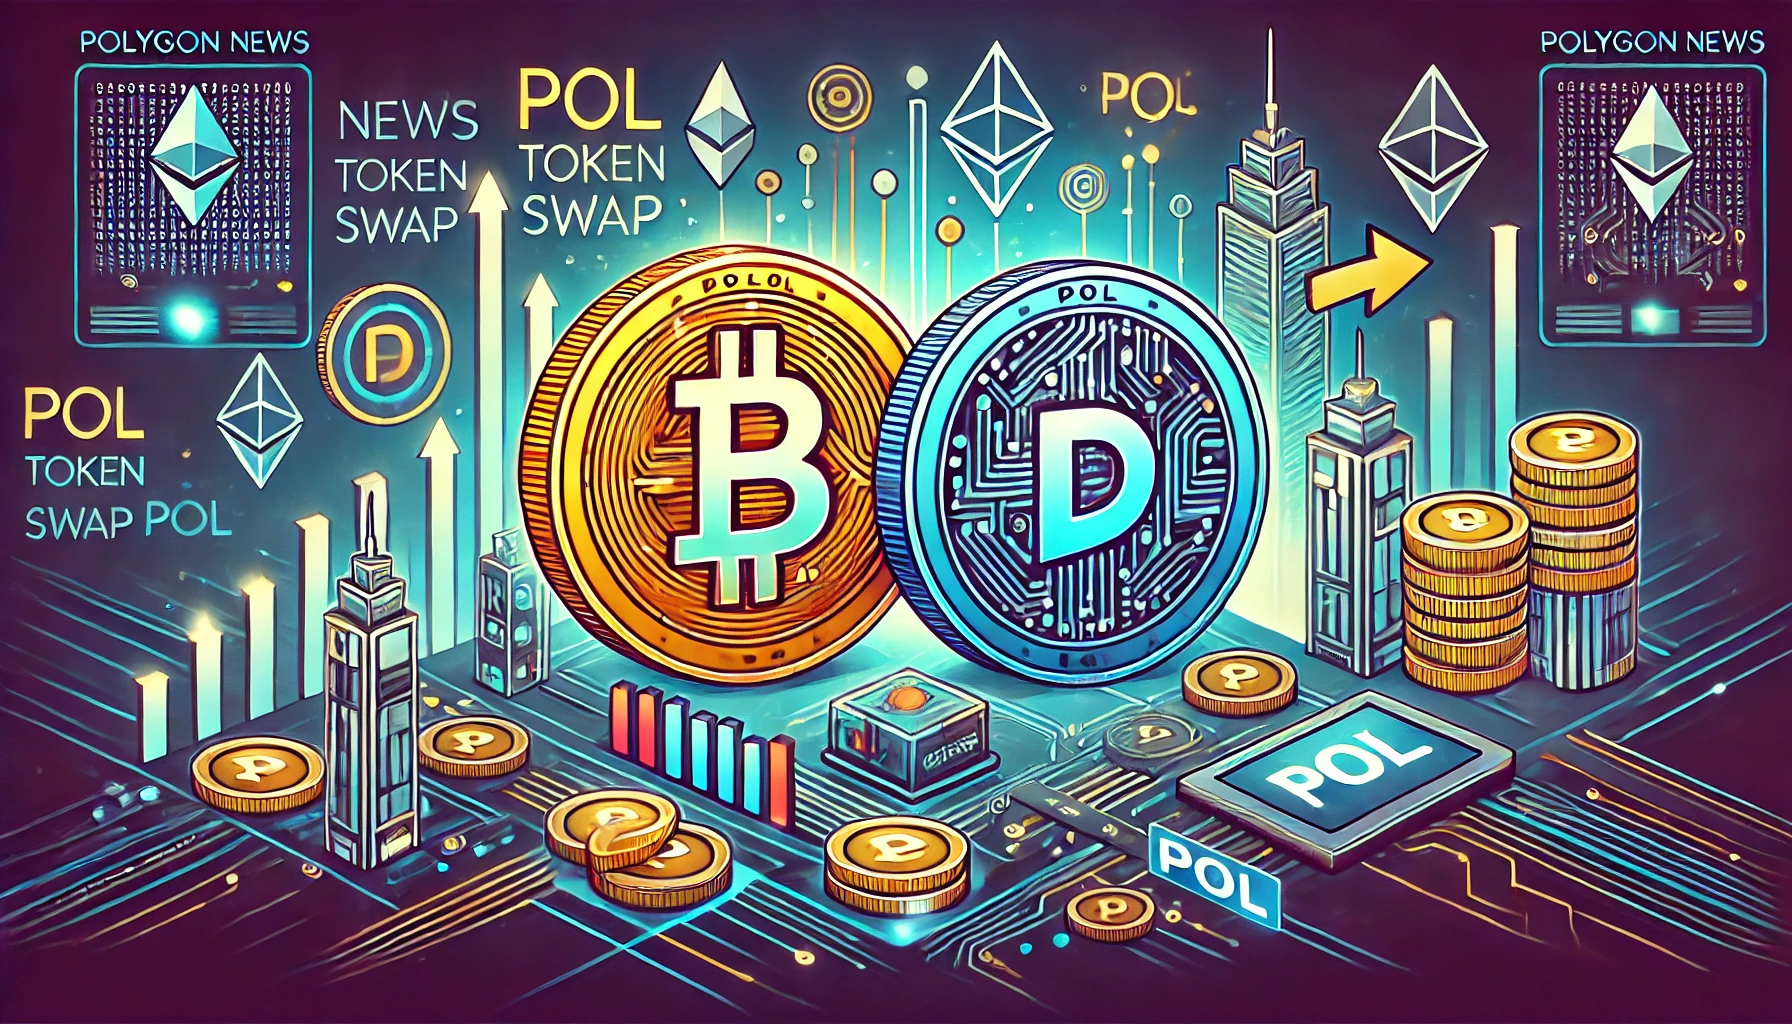 POLYGON NEWS
POLYGON NEWS
NEWS
TOKEN
SWAP
POL
TOKEN
SWAP
POL
POL
TOKEN
SWAP POL
D
POLOL
B
POL
D
POL
POL